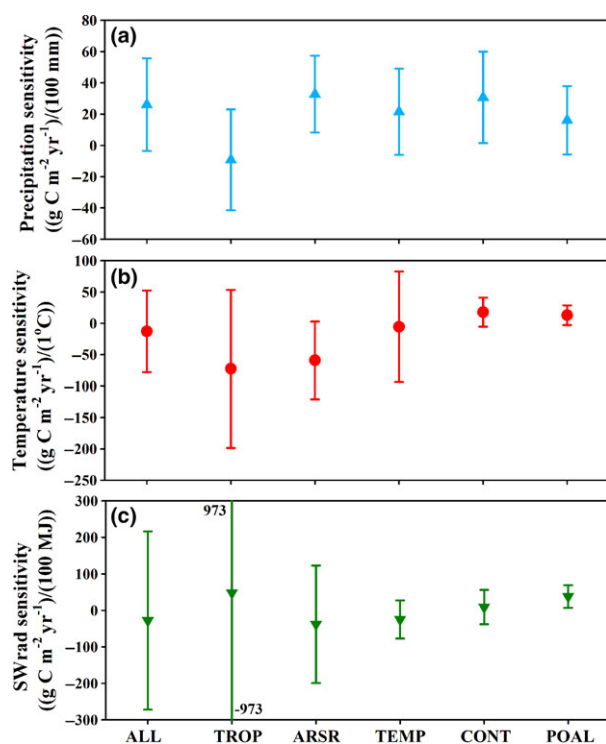 (a)
Precipitation sensitivity
((g C m⁻² yr⁻¹)/(100 mm))
80
60
40
20
0
−20
−40
−60
(b)
Temperature sensitivity
((g C m⁻² yr⁻¹)/(1°C))
100
50
0
−50
−100
−150
−200
−250
(c)
SWrad sensitivity
((g C m⁻² yr⁻¹)/(100 MJ))
300
200
100
0
−100
−200
−300
973
−973
ALL TROP ARSR TEMP CONT POAL